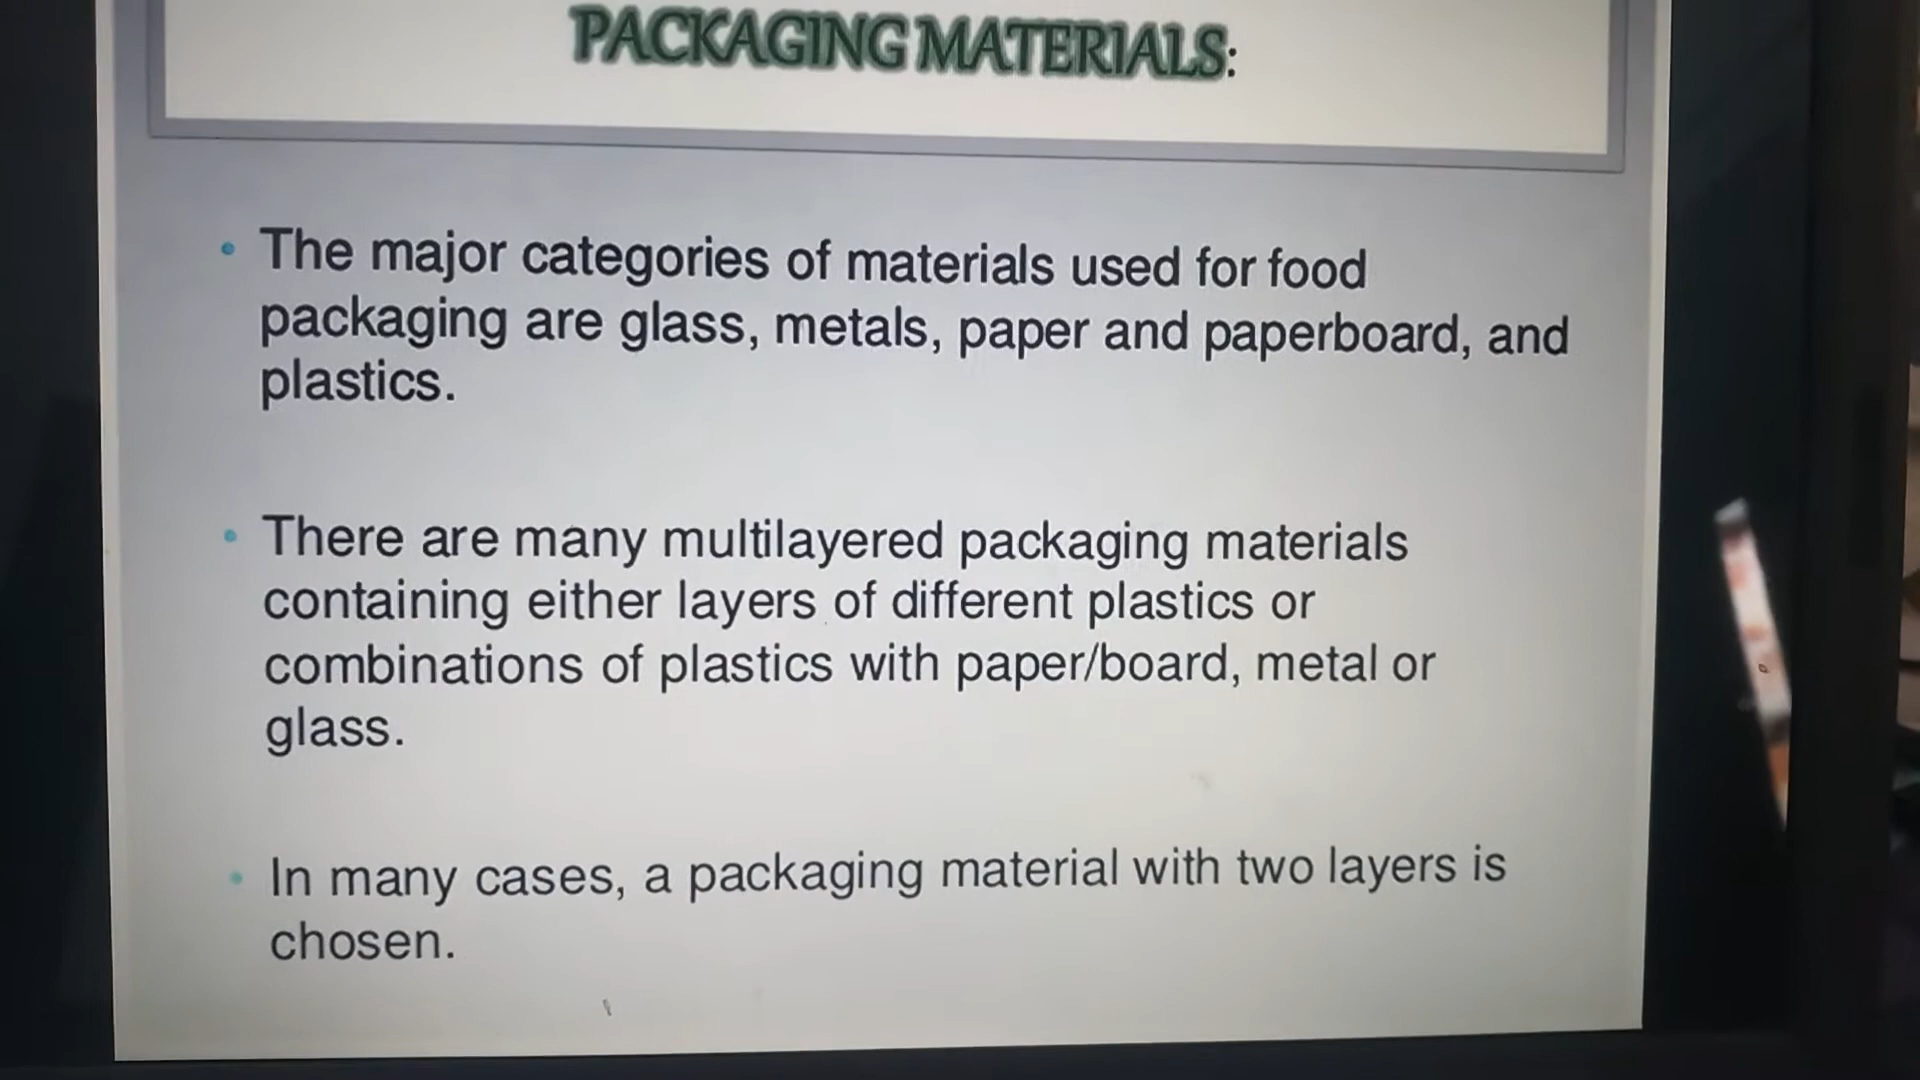 PACKAGING MATERIALS:
• The major categories of materials used for food
packaging are glass, metals, paper and paperboard, and
plastics.
• There are many multilayered packaging materials
containing either layers of different plastics or
combinations of plastics with paper/board, metal or
glass.
• In many cases, a packaging material with two layers is
chosen.